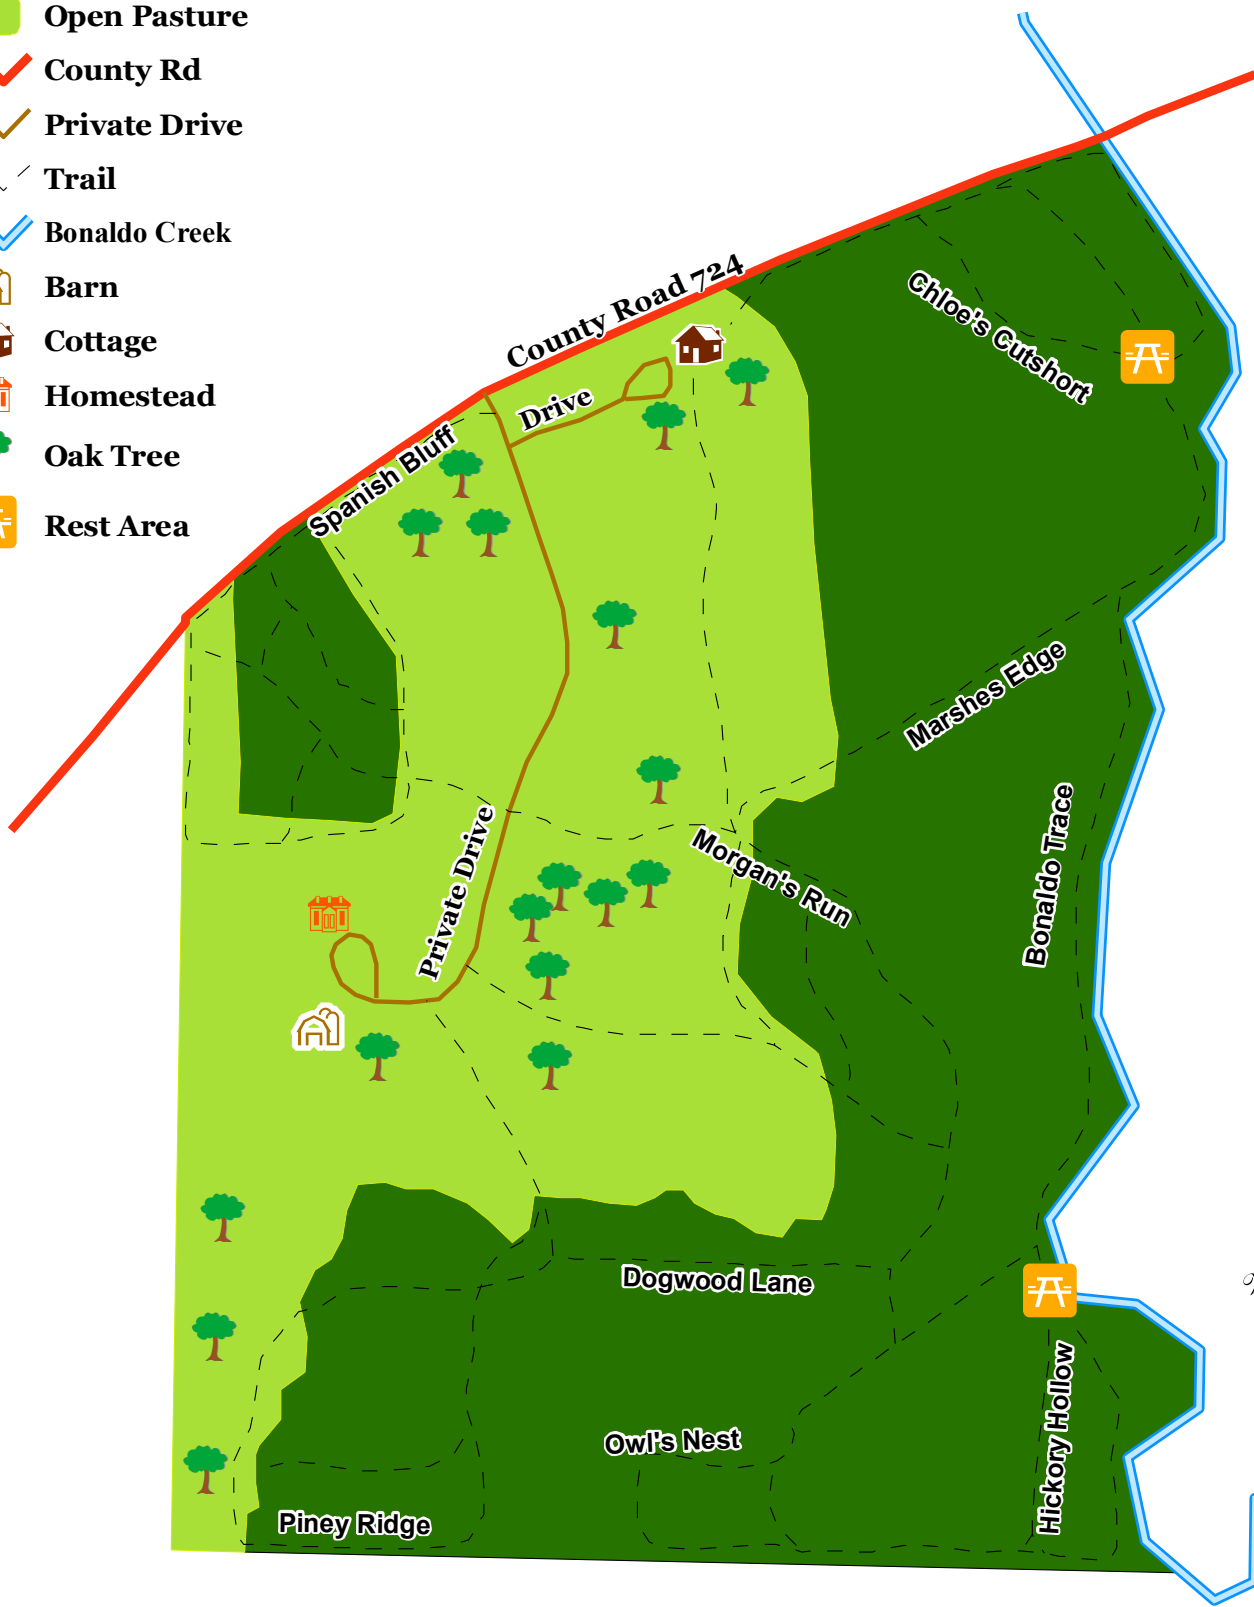 Open Pasture
County Rd
Private Drive
Trail
Bonaldo Creek
Barn
Cottage
Homestead
Oak Tree
Rest Area
County Road 724
Chloe's Cutshort
Drive
Spanish Bluff
Marshes Edge
Private Drive
Morgan's Run
Bonaldo Trace
Dogwood Lane
Hickory Hollow
Owl's Nest
Piney Ridge